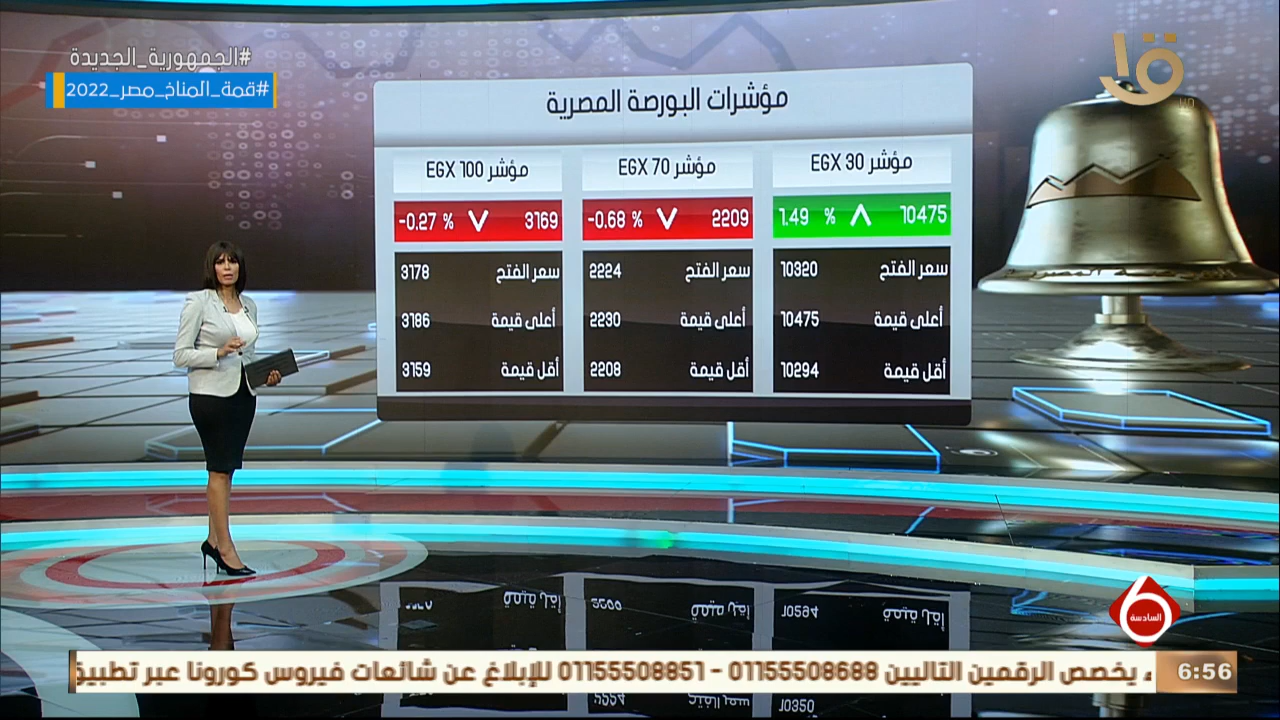 #الجمهورية_الجديدة
#قمة_المناخ_مصر_2022
مؤشرات البورصة المصرية
مؤشر EGX 30
10475 1.49 %
سعر الفتح 10320
أعلى قيمة 10475
أقل قيمة 10294
مؤشر EGX 70
2209 -0.68 %
سعر الفتح 2224
أعلى قيمة 2230
أقل قيمة 2208
مؤشر EGX 100
3169 -0.27 %
سعر الفتح 3178
أعلى قيمة 3186
أقل قيمة 3159
HD
6
السادسة
يخصص الرقمين التاليين 01155508688 - 01155508851 للإبلاغ عن شائعات فيروس كورونا عبر تطبيق
6:56